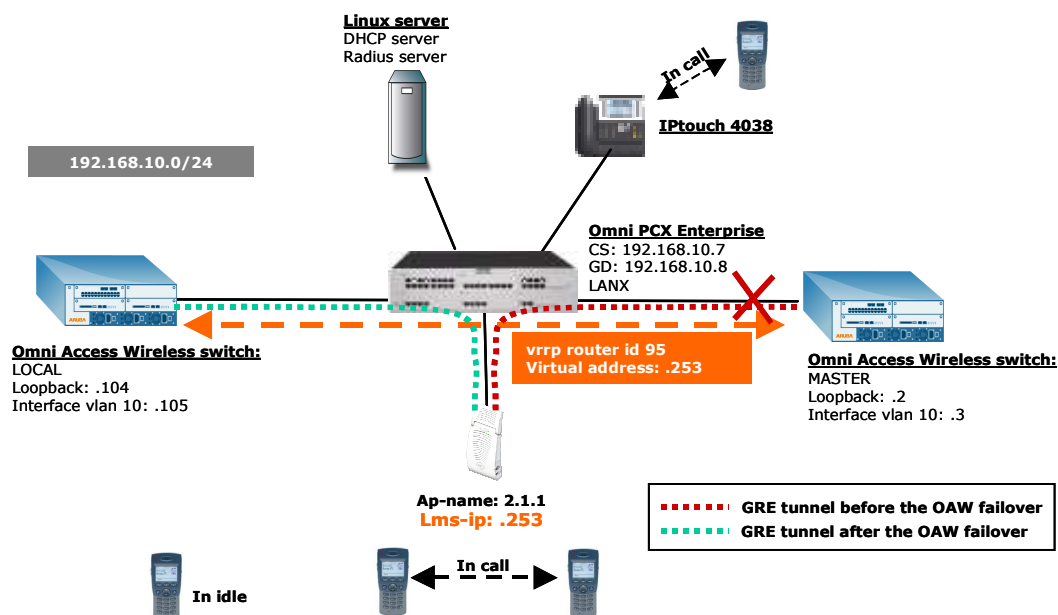 Linux server
DHCP server
Radius server
In call
IPtouch 4038
192.168.10.0/24
Omni PCX Enterprise
CS: 192.168.10.7
GD: 192.168.10.8
LANX
ARUBA
ARUBA
Omni Access Wireless switch:
LOCAL
Loopback: .104
Interface vlan 10: .105
vrrp router id 95
Virtual address: .253
Omni Access Wireless switch:
MASTER
Loopback: .2
Interface vlan 10: .3
Ap-name: 2.1.1
Lms-ip: .253
GRE tunnel before the OAW failover
GRE tunnel after the OAW failover
In call
In idle